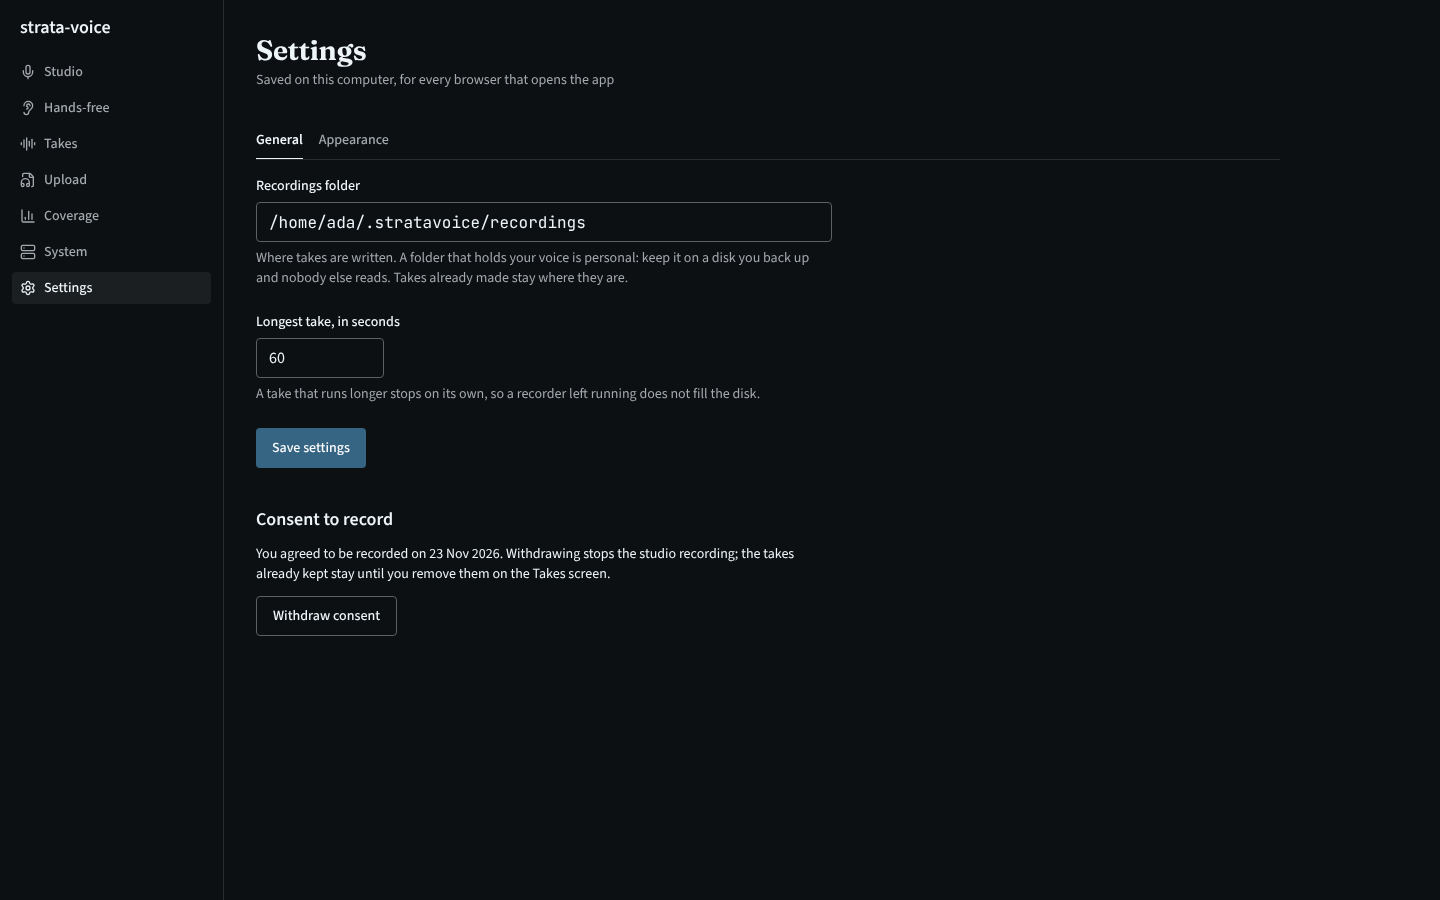 strata-voice
Studio
Hands-free
Takes
Upload
Coverage
System
Settings
Settings
Saved on this computer, for every browser that opens the app
General
Appearance
Recordings folder
/home/ada/.stratavoice/recordings
Where takes are written. A folder that holds your voice is personal: keep it on a disk you back up
and nobody else reads. Takes already made stay where they are.
Longest take, in seconds
60
A take that runs longer stops on its own, so a recorder left running does not fill the disk.
Save settings
Consent to record
You agreed to be recorded on 23 Nov 2026. Withdrawing stops the studio recording; the takes
already kept stay until you remove them on the Takes screen.
Withdraw consent